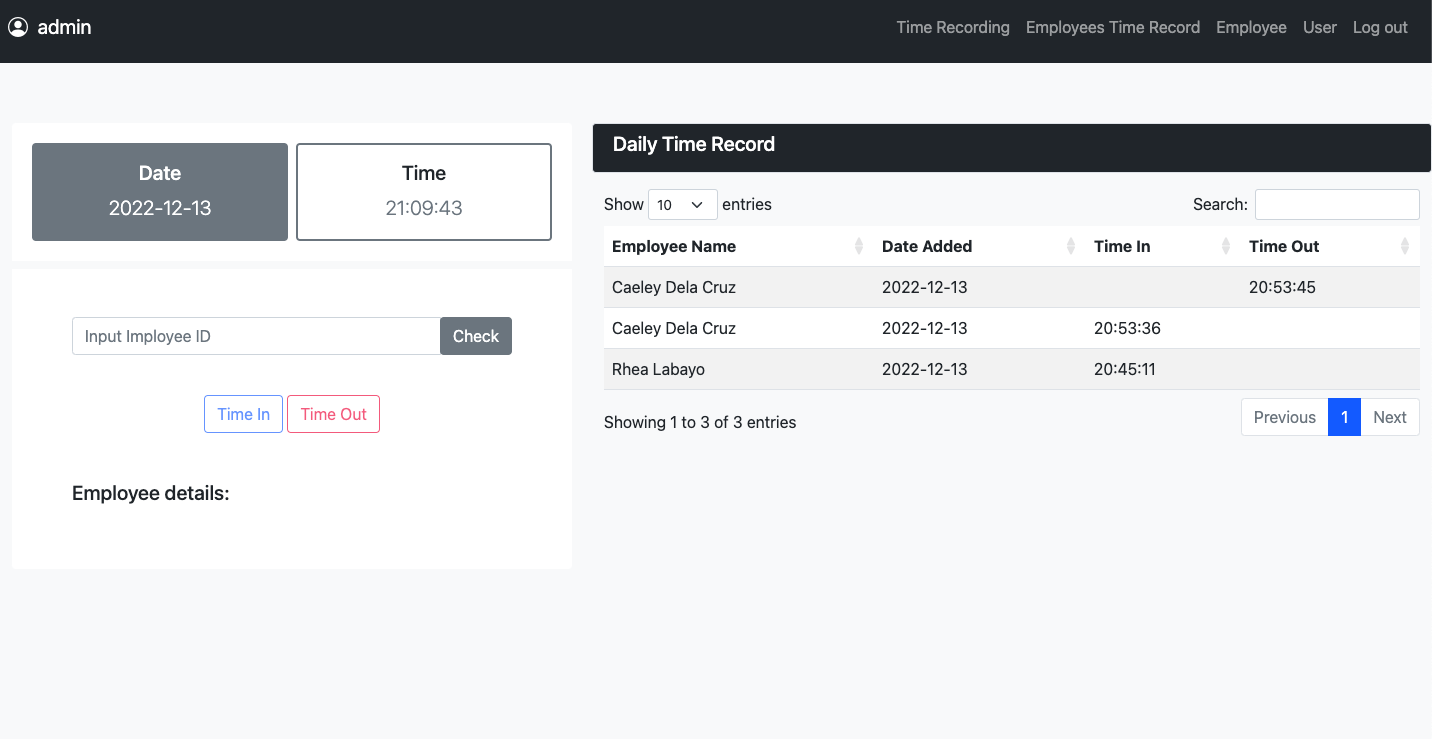 admin
Time Recording Employees Time Record Employee User Log out
Date
2022-12-13
Time
21:09:43
Input Imployee ID
Check
Time In Time Out
Employee details:
Daily Time Record
Show 10 entries
Search:
Employee Name Date Added Time In Time Out
Caeley Dela Cruz 2022-12-13 20:53:45
Caeley Dela Cruz 2022-12-13 20:53:36
Rhea Labayo 2022-12-13 20:45:11
Showing 1 to 3 of 3 entries
Previous 1 Next